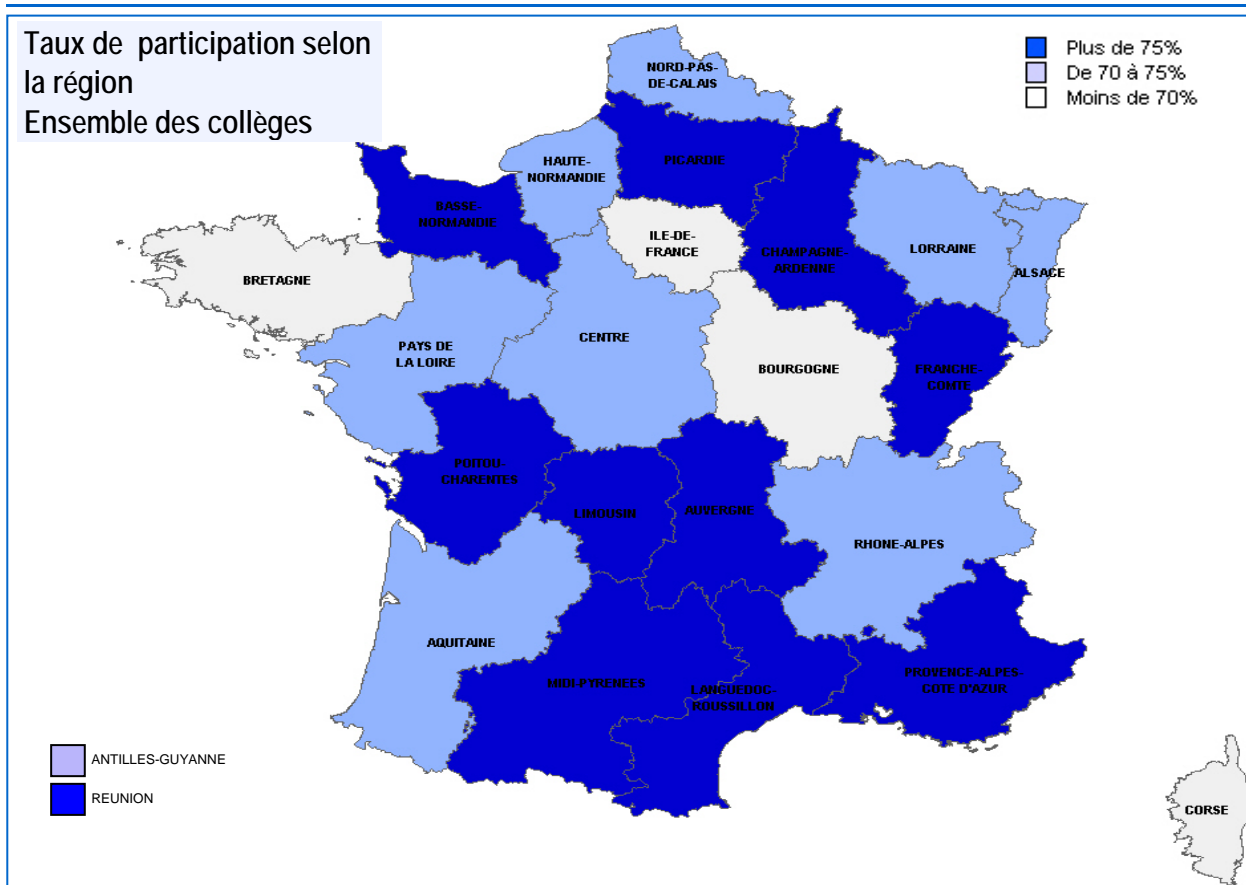 Taux de participation selon
la région
Ensemble des collèges
Plus de 75%
De 70 à 75%
Moins de 70%
NORD-PAS-
DE-CALAIS
HAUTE-
NORMANDIE
PICARDIE
BASSE-
NORMANDIE
ILE-DE-
FRANCE
CHAMPAGNE-
ARDENNE
LORRAINE
ALSACE
BRETAGNE
PAYS DE
LA LOIRE
CENTRE
BOURGOGNE
FRANCHE-
COMTE
POITOU-
CHARENTES
LIMOUSIN
AUVERGNE
RHONE-ALPES
AQUITAINE
MIDI-PYRENEES
LANGUEDOC-
ROUSSILLON
PROVENCE-ALPES-
COTE D'AZUR
ANTILLES-GUYANNE
REUNION
CORSE